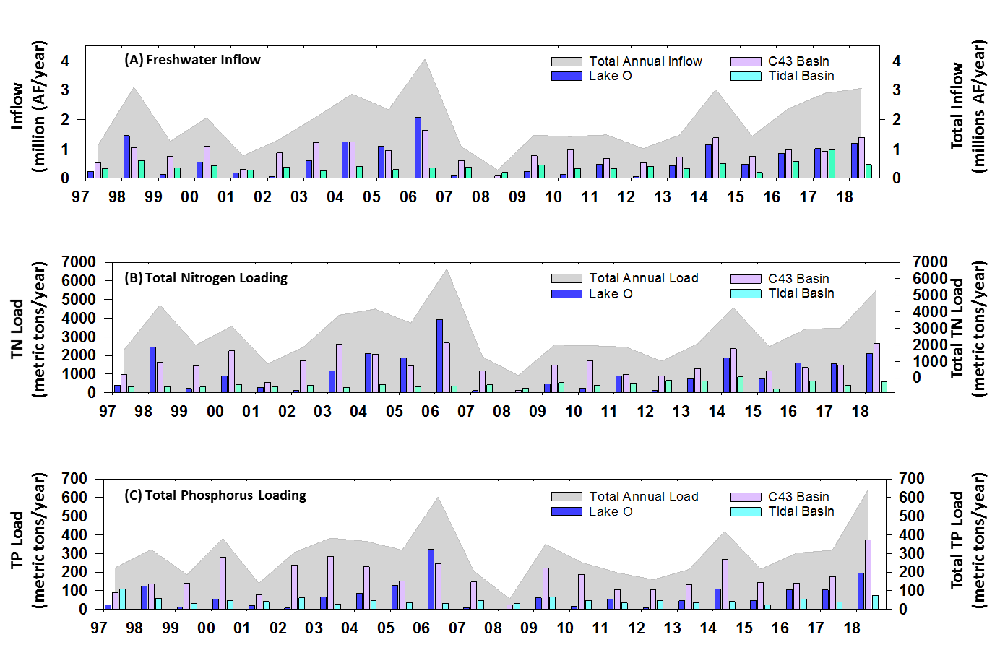 (A) Freshwater Inflow
Total Annual inflow
Lake O
C43 Basin
Tidal Basin
Inflow
(million (AF/year)
4
3
2
1
0
Total Inflow
(millions AF/year)
4
3
2
1
0
97 98 99 00 01 02 03 04 05 06 07 08 09 10 11 12 13 14 15 16 17 18
(B) Total Nitrogen Loading
Total Annual Load
Lake O
C43 Basin
Tidal Basin
TN Load
(metric tons/year)
7000
6000
5000
4000
3000
2000
1000
0
Total TN Load
(metric tons/year)
7000
6000
5000
4000
3000
2000
1000
0
97 98 99 00 01 02 03 04 05 06 07 08 09 10 11 12 13 14 15 16 17 18
(C) Total Phosphorus Loading
Total Annual Load
Lake O
C43 Basin
Tidal Basin
TP Load
(metric tons/year)
700
600
500
400
300
200
100
0
Total TP Load
(metric tons/year)
700
600
500
400
300
200
100
0
97 98 99 00 01 02 03 04 05 06 07 08 09 10 11 12 13 14 15 16 17 18